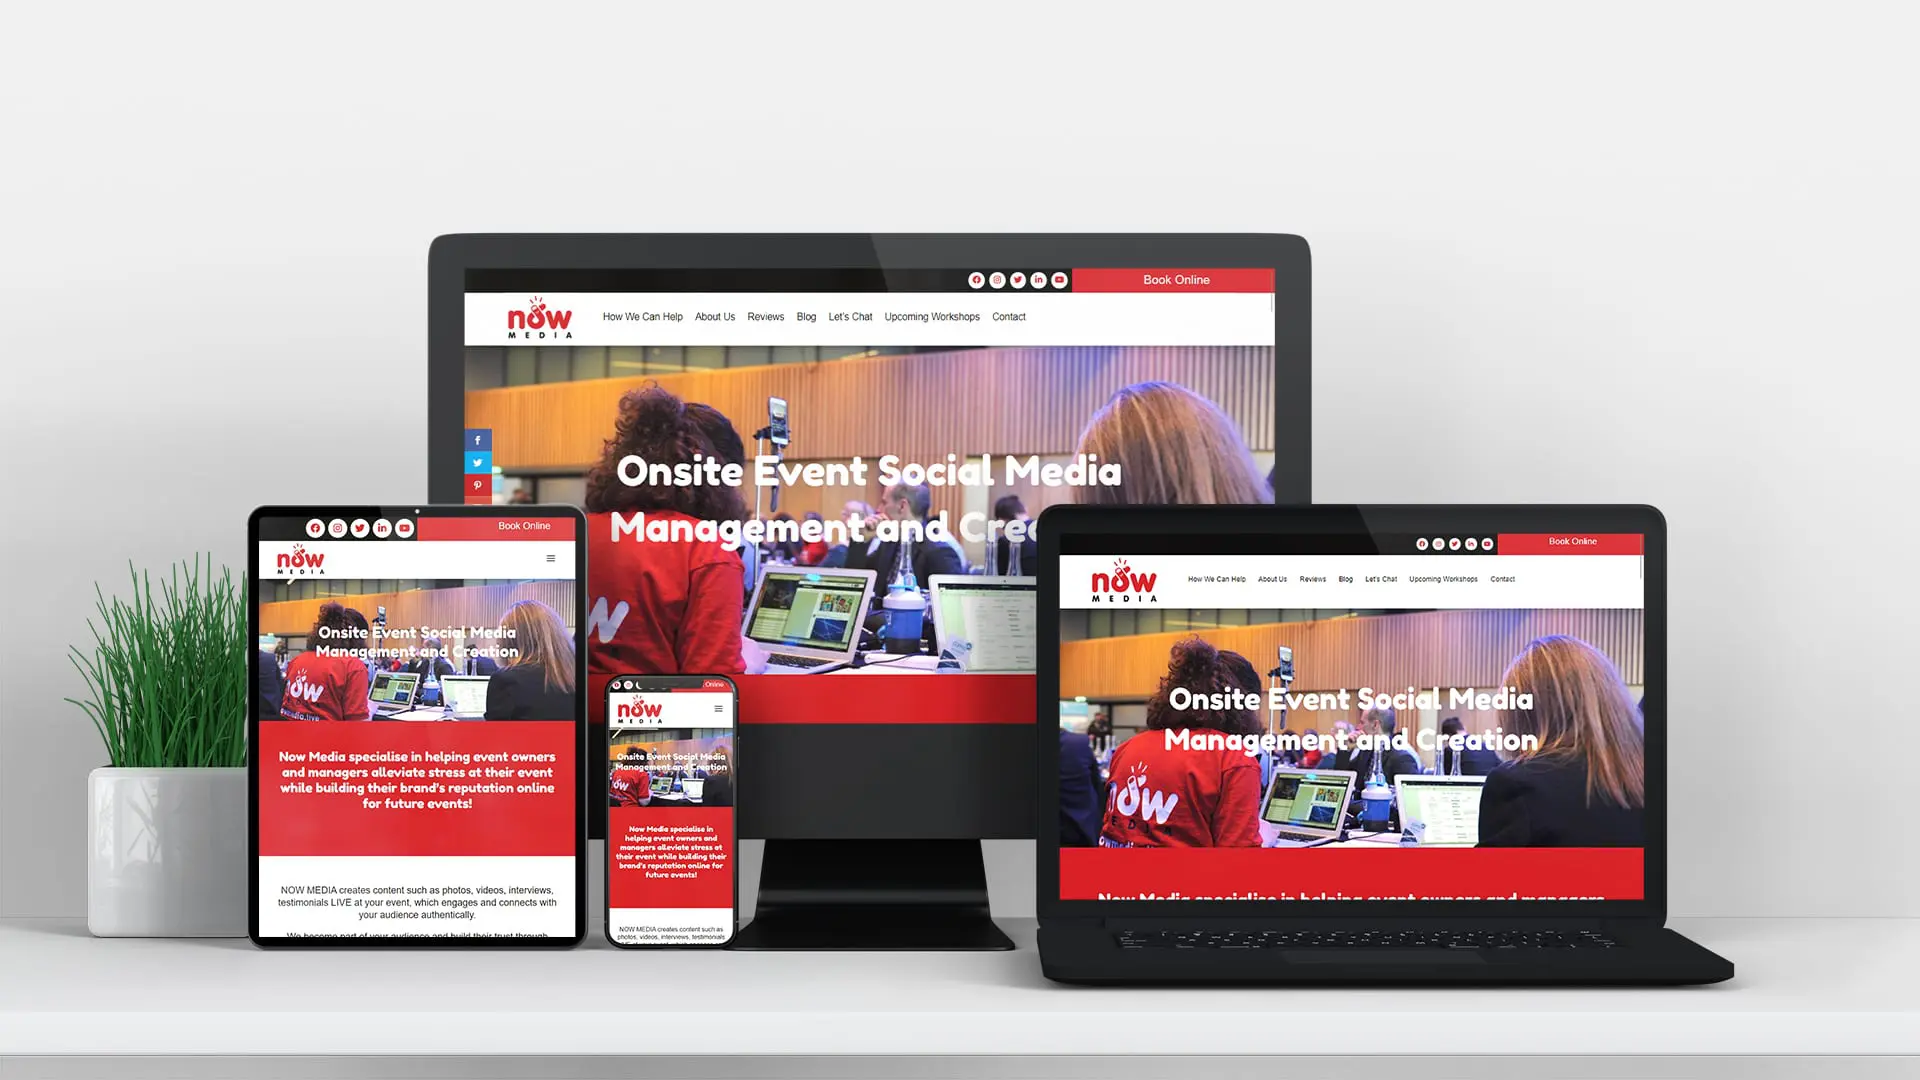 Book Online
now
MEDIA
How We Can Help About Us Reviews Blog Let's Chat Upcoming Workshops Contact
Onsite Event Social Media
Management and Cre
w
Book Online
now
MEDIA
Onsite Event Social Media
Management and Creation
now
Now Media specialise in helping event owners
and managers alleviate stress at their event
while building their brand's reputation online
for future events!
NOW MEDIA creates content such as photos, videos, interviews,
testimonials LIVE at your event, which engages and connects with
your audience authentically.
We become part of your audience and build their trust through
Online
now
MEDIA
Onsite Event Social Media
Management and Creation
now
Now Media specialise in
helping event owners and
managers alleviate stress at
their event while building their
brand's reputation online for
future events!
NOW MEDIA creates content such as
photos, videos, interviews, testimonials
Book Online
now
MEDIA
How We Can Help About Us Reviews Blog Let's Chat Upcoming Workshops Contact
Onsite Event Social Media
Management and Creation
now
MEDIA
Now Media specialise in helping event owners and managers